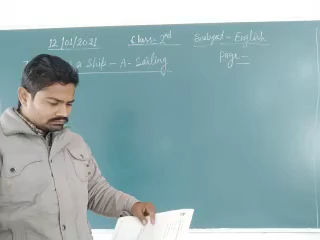 12/01/2021 Class- 2nd Subject - English
a Ship - A - Sailing Page -